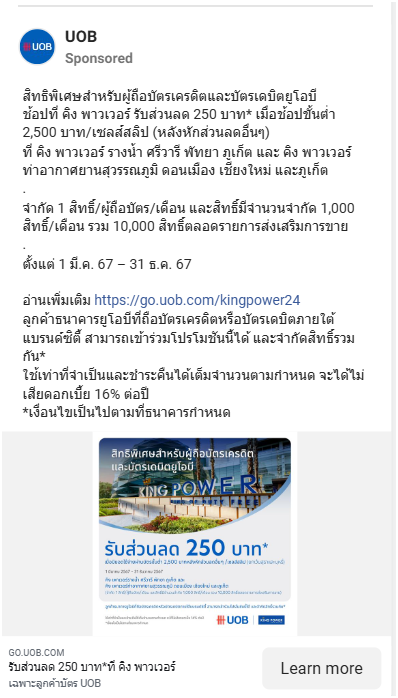 UOB
UOB
Sponsored
สิทธิพิเศษสำหรับผู้ถือบัตรเครดิตและบัตรเดบิตยูโอบี
ช้อปที่ คิง พาวเวอร์ รับส่วนลด 250 บาท* เมื่อช้อปขั้นต่ำ
2,500 บาท/เซลส์สลิป (หลังหักส่วนลดอื่นๆ)
ที่ คิง พาวเวอร์ รางน้ำ ศรีวารี พัทยา ภูเก็ต และ คิง พาวเวอร์
ท่าอากาศยานสุวรรณภูมิ ดอนเมือง เชียงใหม่ และภูเก็ต
.
จำกัด 1 สิทธิ์/ผู้ถือบัตร/เดือน และสิทธิ์มีจำนวนจำกัด 1,000
สิทธิ์/เดือน รวม 10,000 สิทธิ์ตลอดรายการส่งเสริมการขาย
.
ตั้งแต่ 1 มี.ค. 67 – 31 ธ.ค. 67
อ่านเพิ่มเติม https://go.uob.com/kingpower24
ลูกค้าธนาคารยูโอบีที่ถือบัตรเครดิตหรือบัตรเดบิตภายใต้
แบรนด์ซิตี้ สามารถเข้าร่วมโปรโมชันนี้ได้ และจำกัดสิทธิ์รวม
กัน*
ใช้เท่าที่จำเป็นและชำระคืนได้เต็มจำนวนตามกำหนด จะได้ไม่
เสียดอกเบี้ย 16% ต่อปี
*เงื่อนไขเป็นไปตามที่ธนาคารกำหนด
สิทธิพิเศษสำหรับผู้ถือบัตรเครดิต
และบัตรเดบิตยูโอบี
KING POWER
รับส่วนลด 250 บาท*
UOB
KING POWER
GO.UOB.COM
รับส่วนลด 250 บาท*ที่ คิง พาวเวอร์
เฉพาะลูกค้าบัตร UOB
Learn more